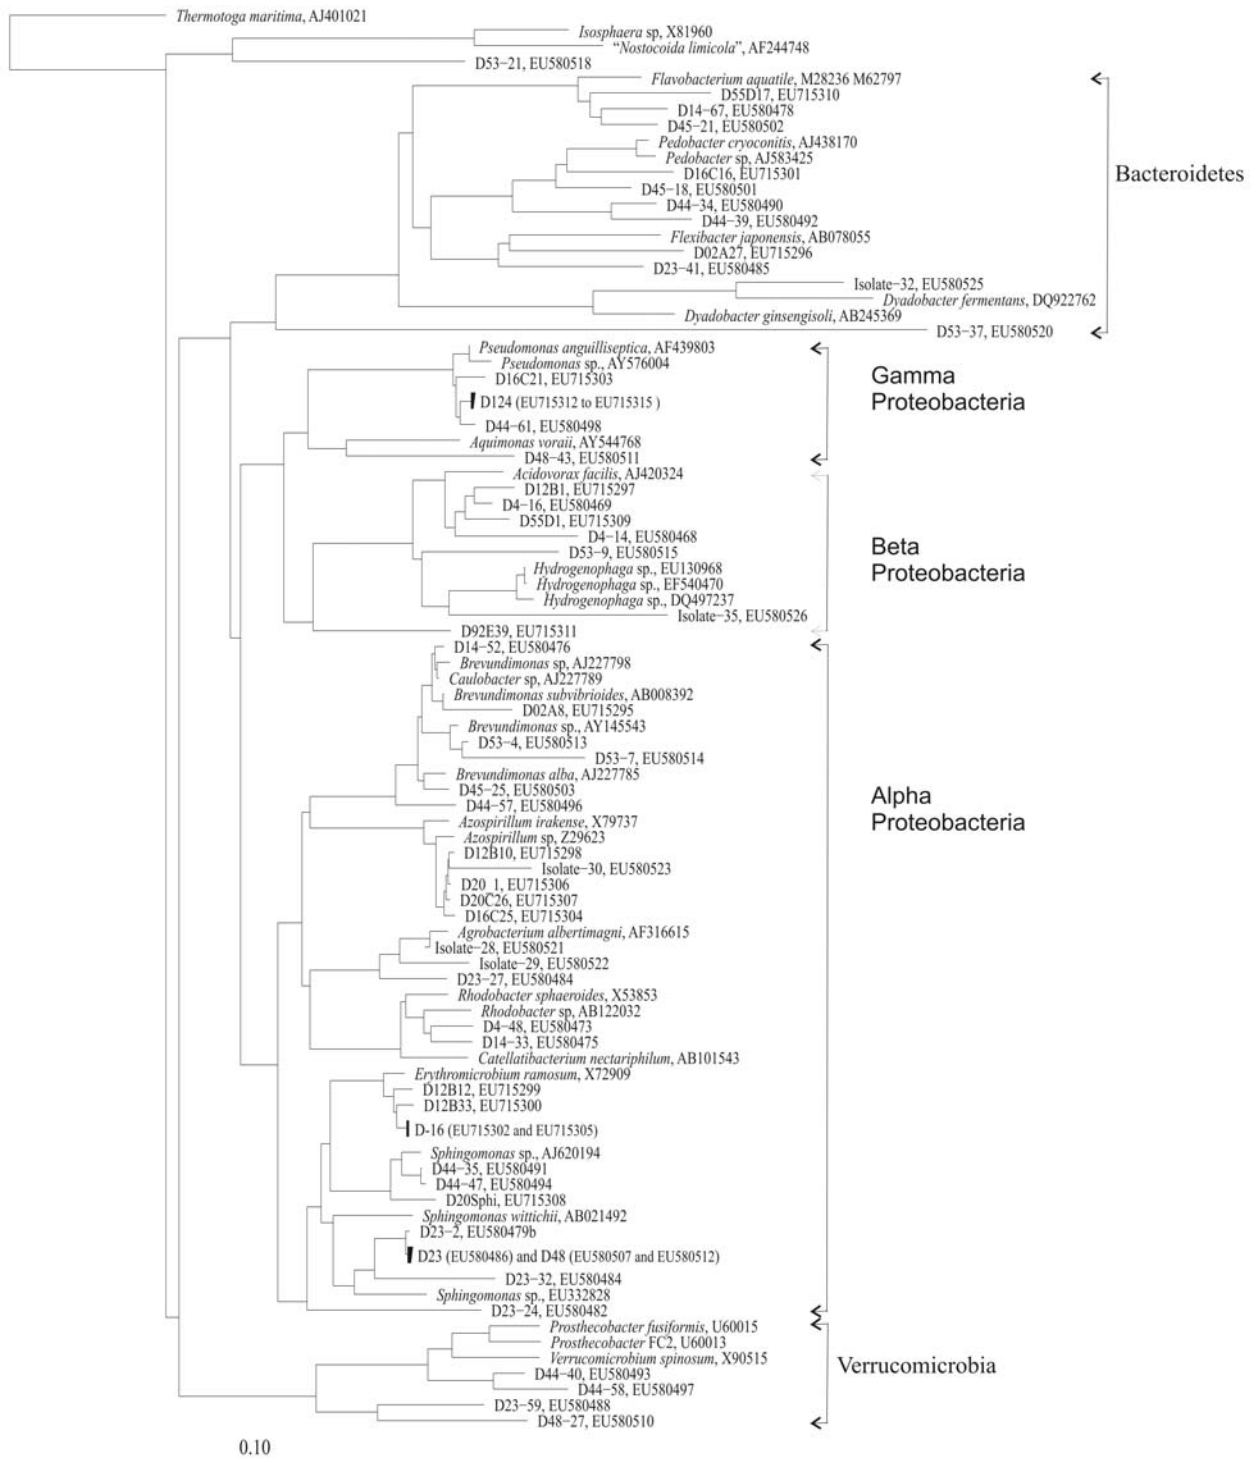 Thermotoga maritima, AJ401021
Isosphaera sp, X81960
“Nostocoida limicola”, AF244748
D53−21, EU580518
Flavobacterium aquatile, M28236 M62797
D55D17, EU715310
D14−67, EU580478
D45−21, EU580502
Pedobacter cryoconitis, AJ438170
Pedobacter sp, AJ583425
D16C16, EU715301
Bacteroidetes
D45−18, EU580501
D44−34, EU580490
D44−39, EU580492
Flexibacter japonensis, AB078055
D02A27, EU715296
D23−41, EU580485
Isolate−32, EU580525
Dyadobacter fermentans, DQ922762
Dyadobacter ginsengisoli, AB245369
D53−37, EU580520
Pseudomonas anguilliseptica, AF439803
Pseudomonas sp., AY576004
D16C21, EU715303
Gamma
Proteobacteria
D124 (EU715312 to EU715315 )
D44−61, EU580498
Aquimonas voraii, AY544768
D48−43, EU580511
Acidovorax facilis, AJ420324
D12B1, EU715297
D4−16, EU580469
D55D1, EU715309
D4−14, EU580468
Beta
Proteobacteria
D53−9, EU580515
Hydrogenophaga sp., EU130968
Hydrogenophaga sp., EF540470
Hydrogenophaga sp., DQ497237
Isolate−35, EU580526
D92E39, EU715311
D14−52, EU580476
Brevundimonas sp, AJ227798
Caulobacter sp, AJ227789
Brevundimonas subvibrioides, AB008392
D02A8, EU715295
Brevundimonas sp., AY145543
D53−4, EU580513
D53−7, EU580514
Brevundimonas alba, AJ227785
D45−25, EU580503
Alpha
Proteobacteria
D44−57, EU580496
Azospirillum irakense, X79737
Azospirillum sp, Z29623
D12B10, EU715298
Isolate−30, EU580523
D20_1, EU715306
D20C26, EU715307
D16C25, EU715304
Agrobacterium albertimagni, AF316615
Isolate−28, EU580521
Isolate−29, EU580522
D23−27, EU580484
Rhodobacter sphaeroides, X53853
Rhodobacter sp, AB122032
D4−48, EU580473
D14−33, EU580475
Catellatibacterium nectariphilum, AB101543
Erythromicrobium ramosum, X72909
D12B12, EU715299
D12B33, EU715300
D-16 (EU715302 and EU715305)
Sphingomonas sp., AJ620194
D44−35, EU580491
D44−47, EU580494
D20Sphi, EU715308
Sphingomonas wittichii, AB021492
D23−2, EU580479b
D23 (EU580486) and D48 (EU580507 and EU580512)
D23−32, EU580484
Sphingomonas sp., EU332828
D23−24, EU580482
Prosthecobacter fusiformis, U60015
Prosthecobacter FC2, U60013
Verrucomicrobium spinosum, X90515
Verrucomicrobia
D44−40, EU580493
D44−58, EU580497
D23−59, EU580488
D48−27, EU580510
0.10